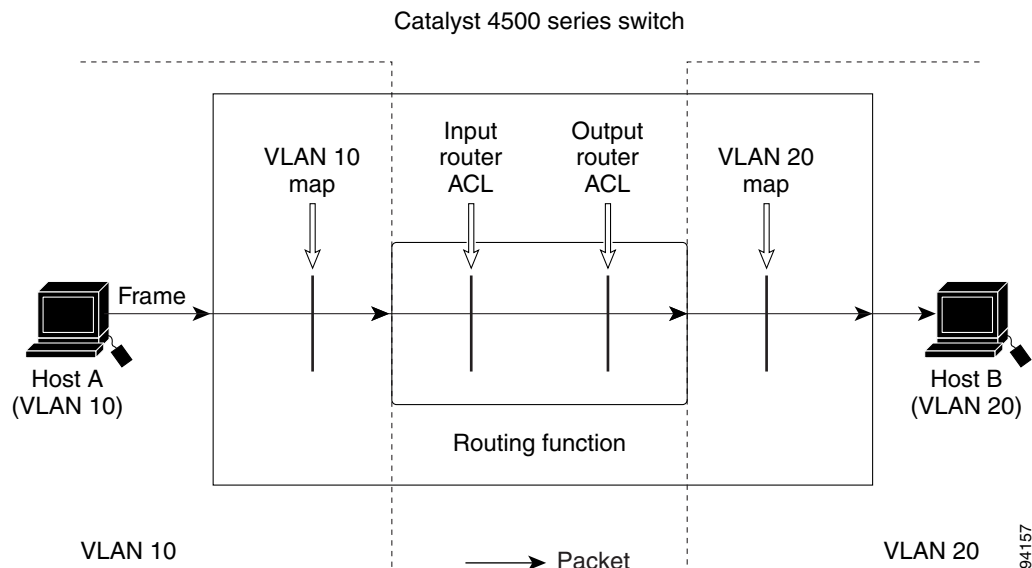 Catalyst 4500 series switch
VLAN 10
map
Input
router
ACL
Output
router
ACL
VLAN 20
map
Frame
Host A
(VLAN 10)
Host B
(VLAN 20)
Routing function
VLAN 10
Packet
VLAN 20
94157